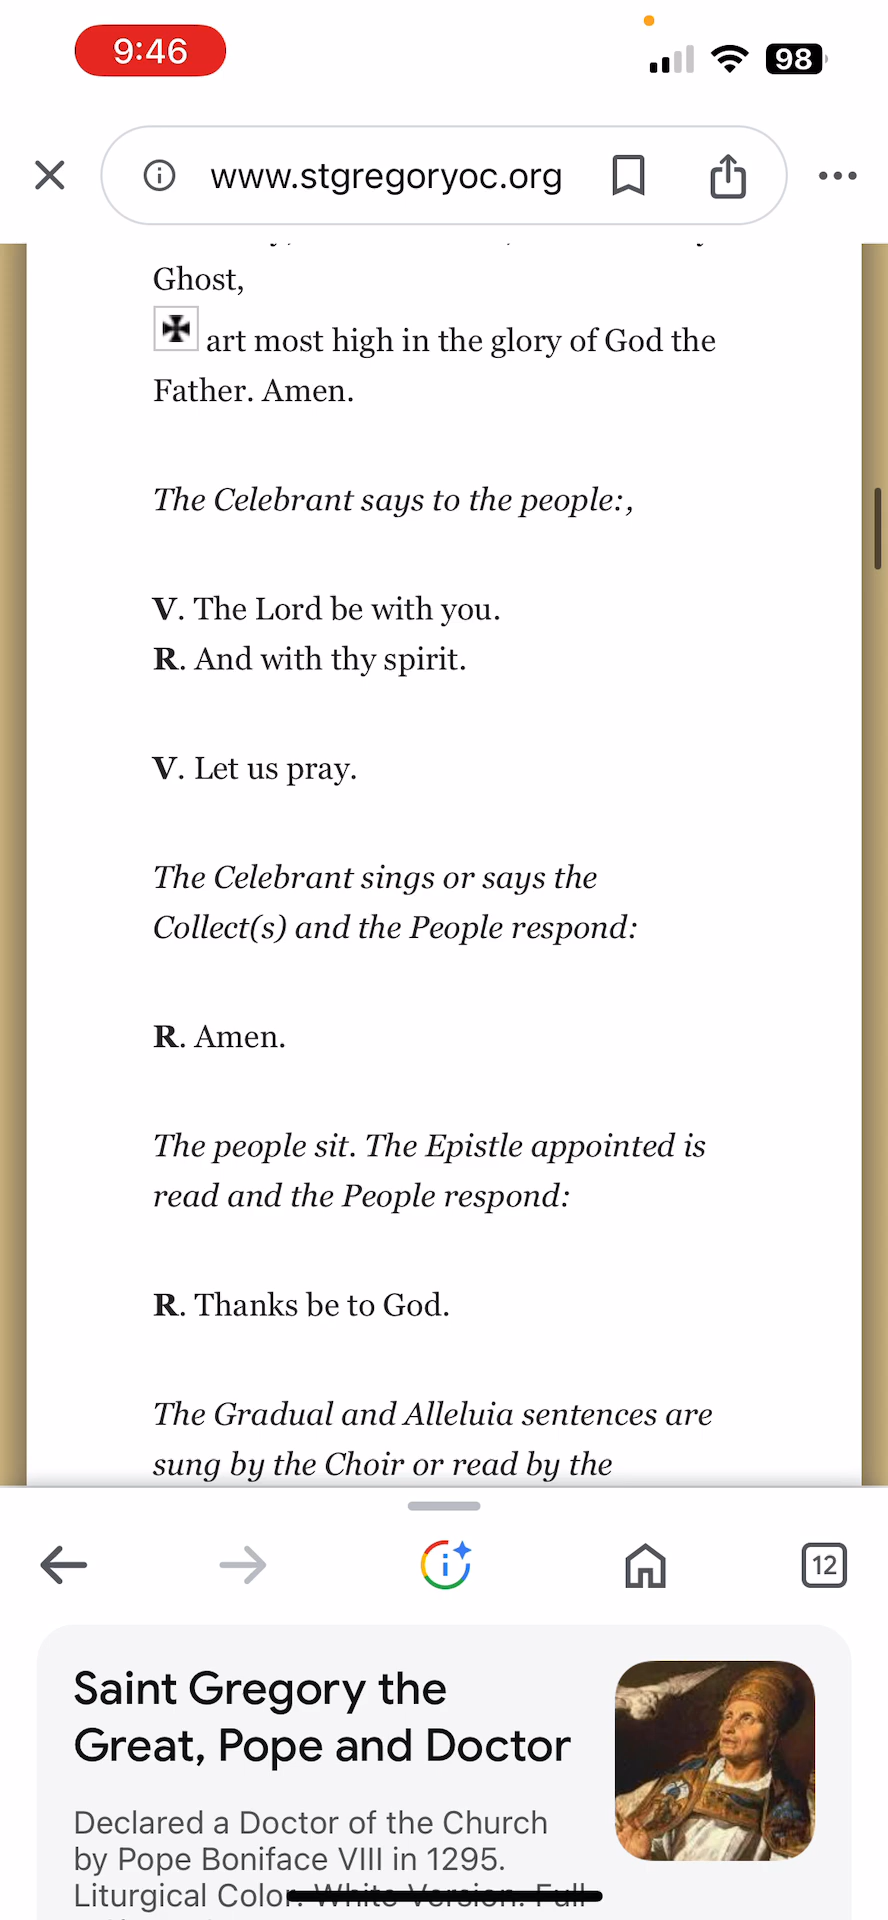 9:46
98
www.stgregoryoc.org
Ghost,
art most high in the glory of God the
Father. Amen.
The Celebrant says to the people:,
V. The Lord be with you.
R. And with thy spirit.
V. Let us pray.
The Celebrant sings or says the
Collect(s) and the People respond:
R. Amen.
The people sit. The Epistle appointed is
read and the People respond:
R. Thanks be to God.
The Gradual and Alleluia sentences are
sung by the Choir or read by the
12
Saint Gregory the
Great, Pope and Doctor
Declared a Doctor of the Church
by Pope Boniface VIII in 1295.
Liturgical Color: White Version: Full